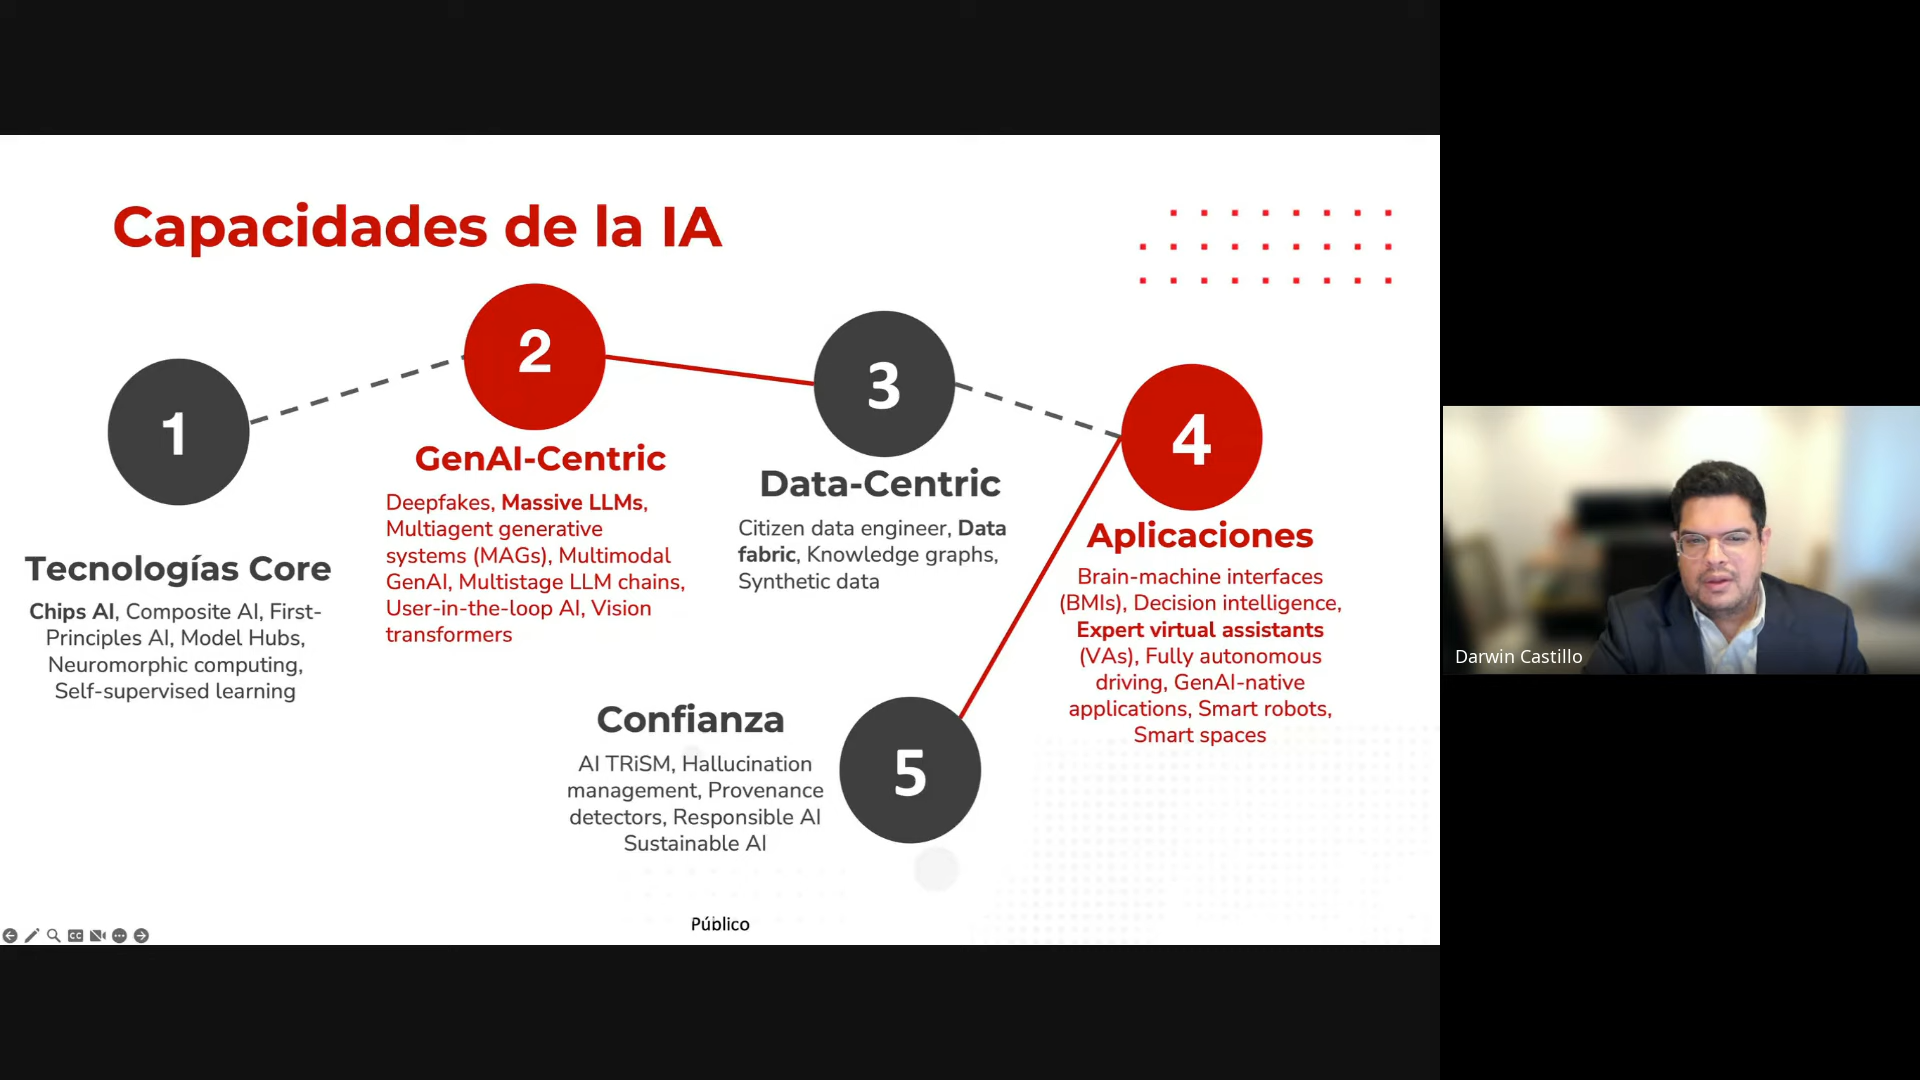 Capacidades de la IA
1
Tecnologías Core
Chips AI, Composite AI, First-
Principles AI, Model Hubs,
Neuromorphic computing,
Self-supervised learning
2
GenAI-Centric
Deepfakes, Massive LLMs,
Multiagent generative
systems (MAGs), Multimodal
GenAI, Multistage LLM chains,
User-in-the-loop AI, Vision
transformers
3
Data-Centric
Citizen data engineer, Data
fabric, Knowledge graphs,
Synthetic data
4
Aplicaciones
Brain-machine interfaces
(BMIs), Decision intelligence,
Expert virtual assistants
(VAs), Fully autonomous
driving, GenAI-native
applications, Smart robots,
Smart spaces
5
Confianza
AI TRiSM, Hallucination
management, Provenance
detectors, Responsible AI
Sustainable AI
Público
CC
Darwin Castillo